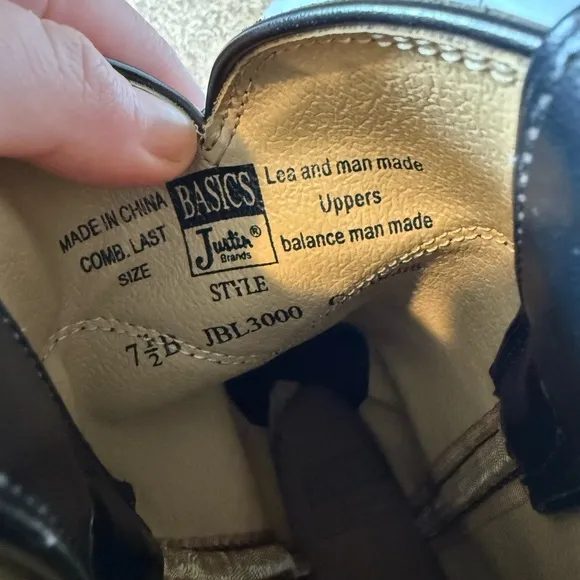 MADE IN CHINA
COMB. LAST
SIZE
7½B
BASICS
Justin®
Brands
STYLE
JBL3000
Lea and man made
Uppers
balance man made